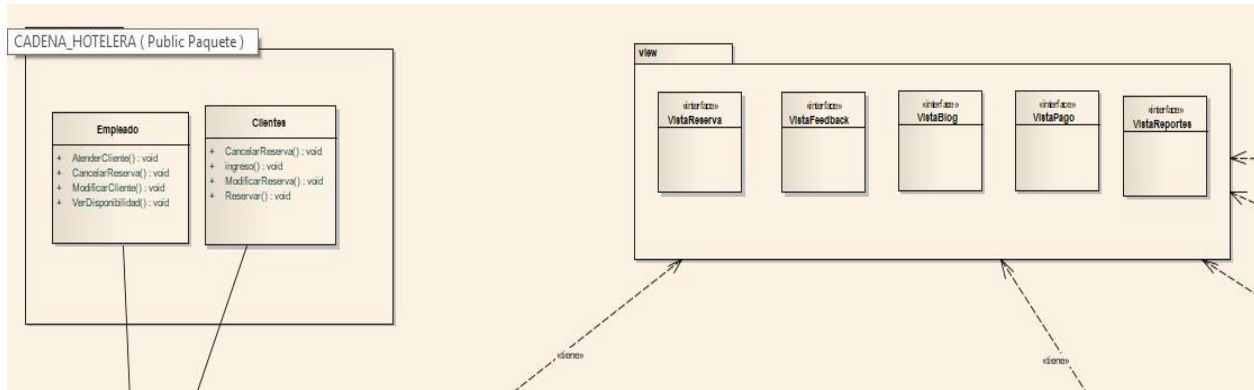 CADENA_HOTELERA ( Public Paquete )
Empleado
+ AtenderCliente() : void
+ CancelarReserva() : void
+ ModificarCliente() : void
+ VerDisponibilidad() : void
Clientes
+ CancelarReserva() : void
+ ingreso() : void
+ ModificarReserva() : void
+ Reservar() : void
view
«interface»
VistaReserva
«interface»
VistaFeedback
«interface»
VistaBlog
«interface»
VistaPago
«interface»
VistaReportes
«tiene»
«tiene»